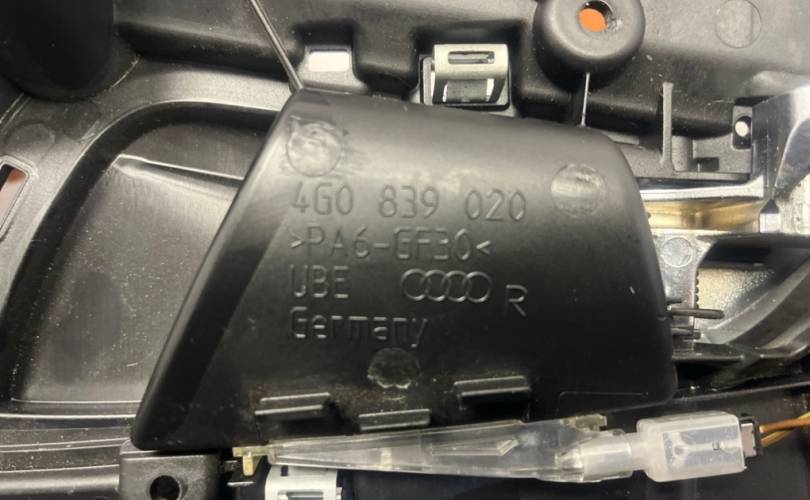 4G0 839 020
>PA6-GF30<
UBE R
Germany